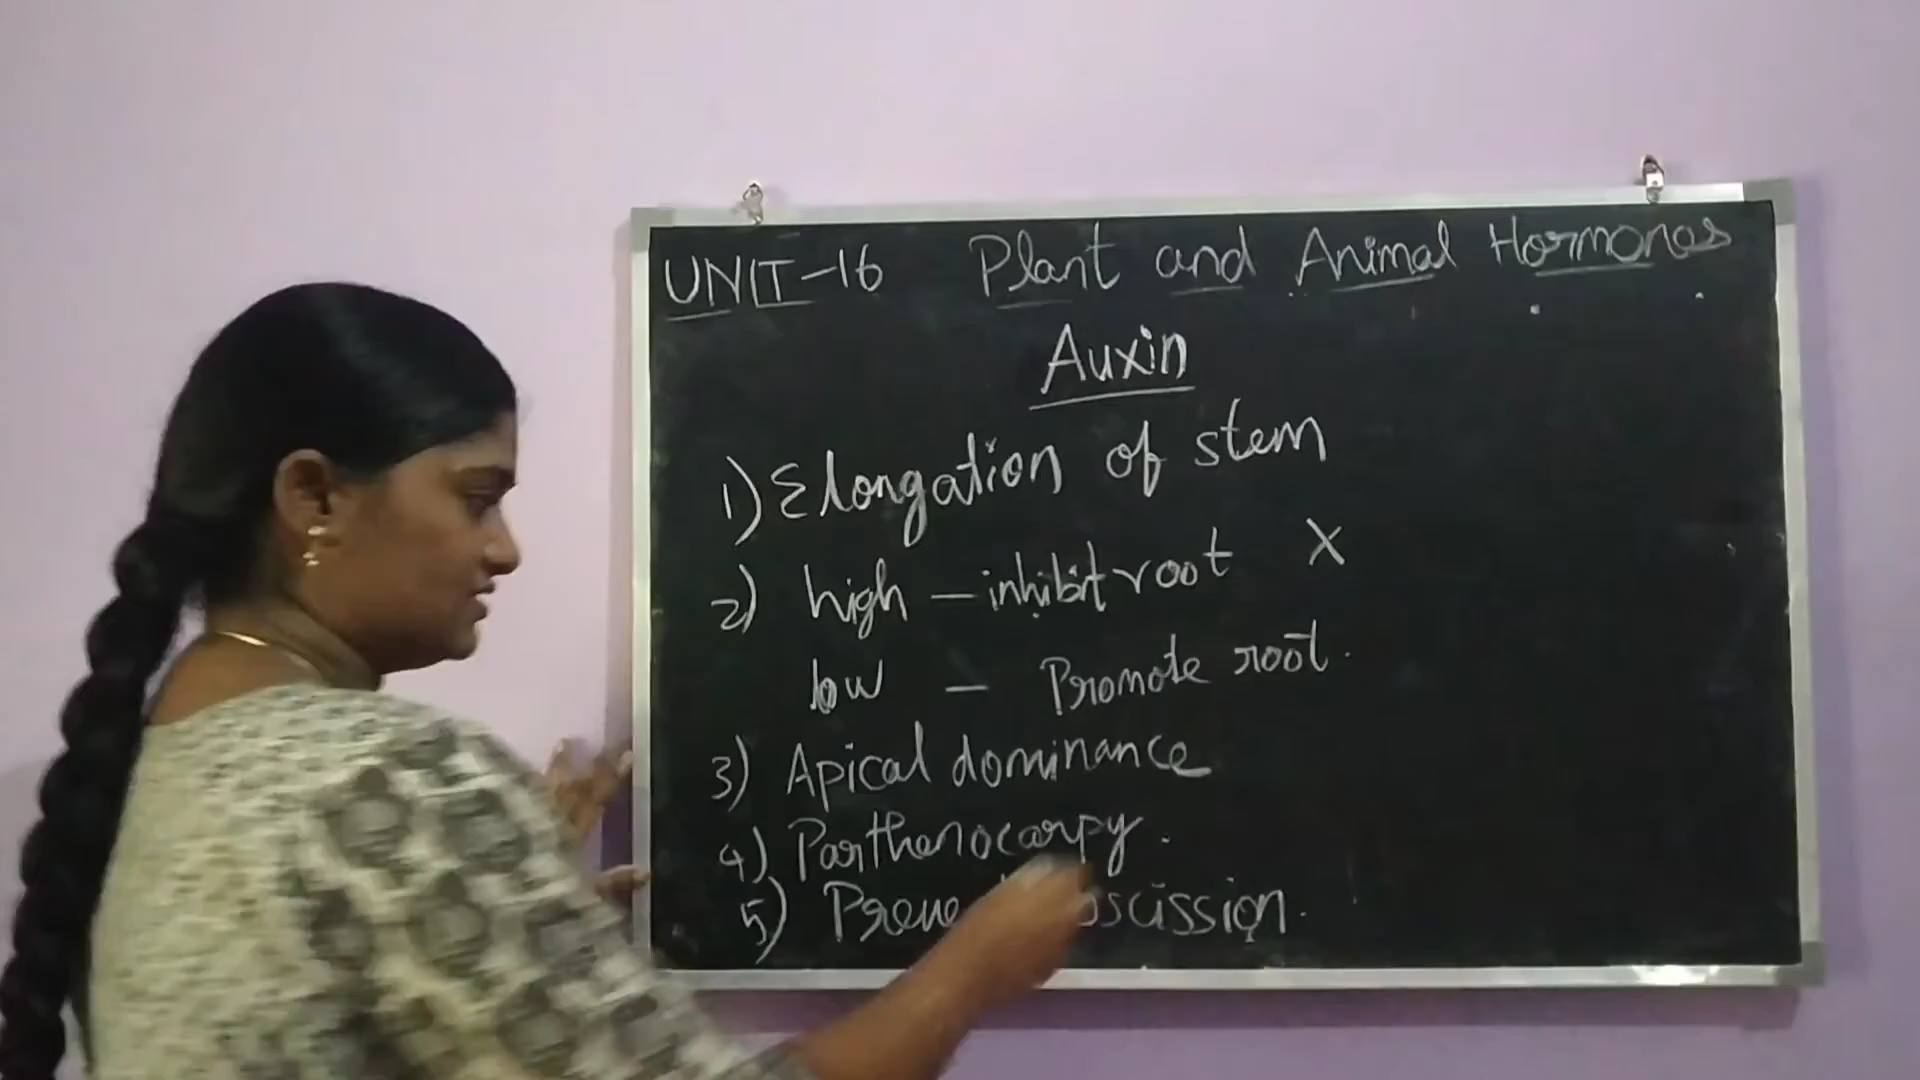 UNIT-16 Plant and Animal Hormones
Auxin
1) Elongation of stem
2) high - inhibit root X
low - Promote root.
3) Apical dominance
4) Parthenocarpy.
5)